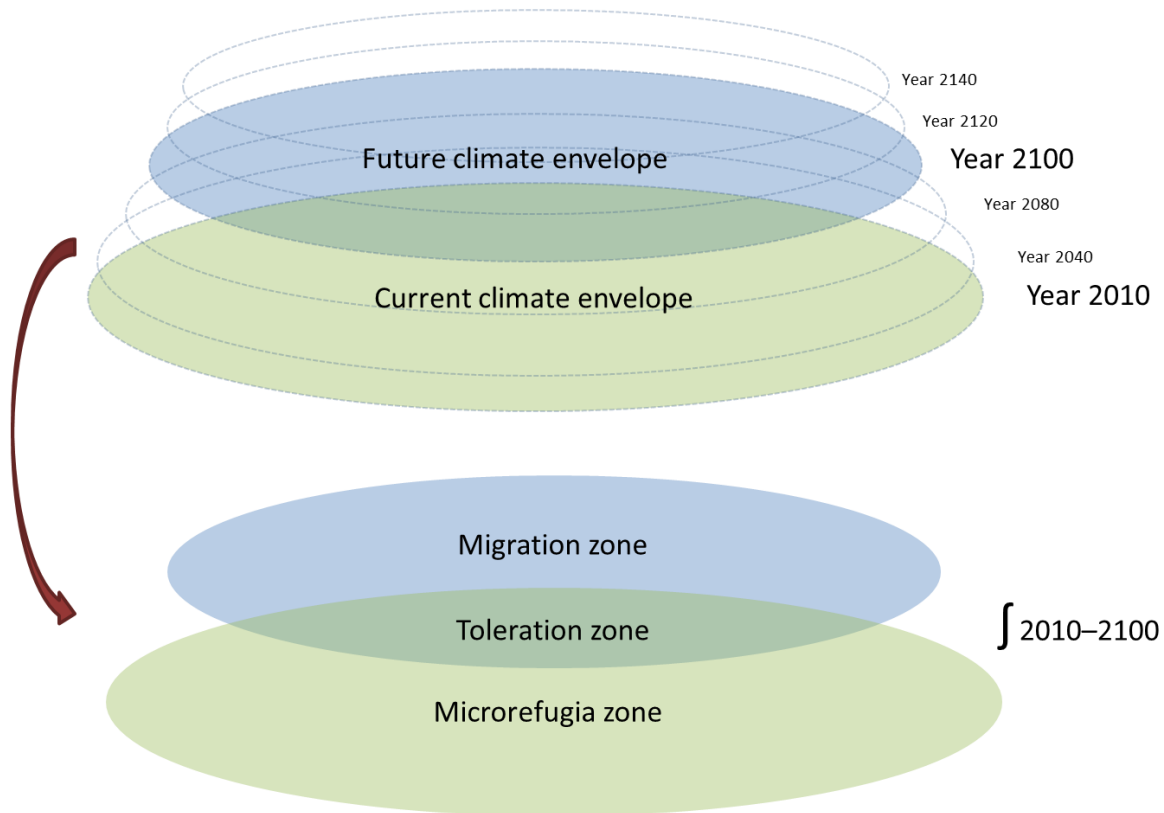 Year 2140
Year 2120
Future climate envelope
Year 2100
Year 2080
Year 2040
Current climate envelope
Year 2010
Migration zone
Toleration zone
∫ 2010–2100
Microrefugia zone